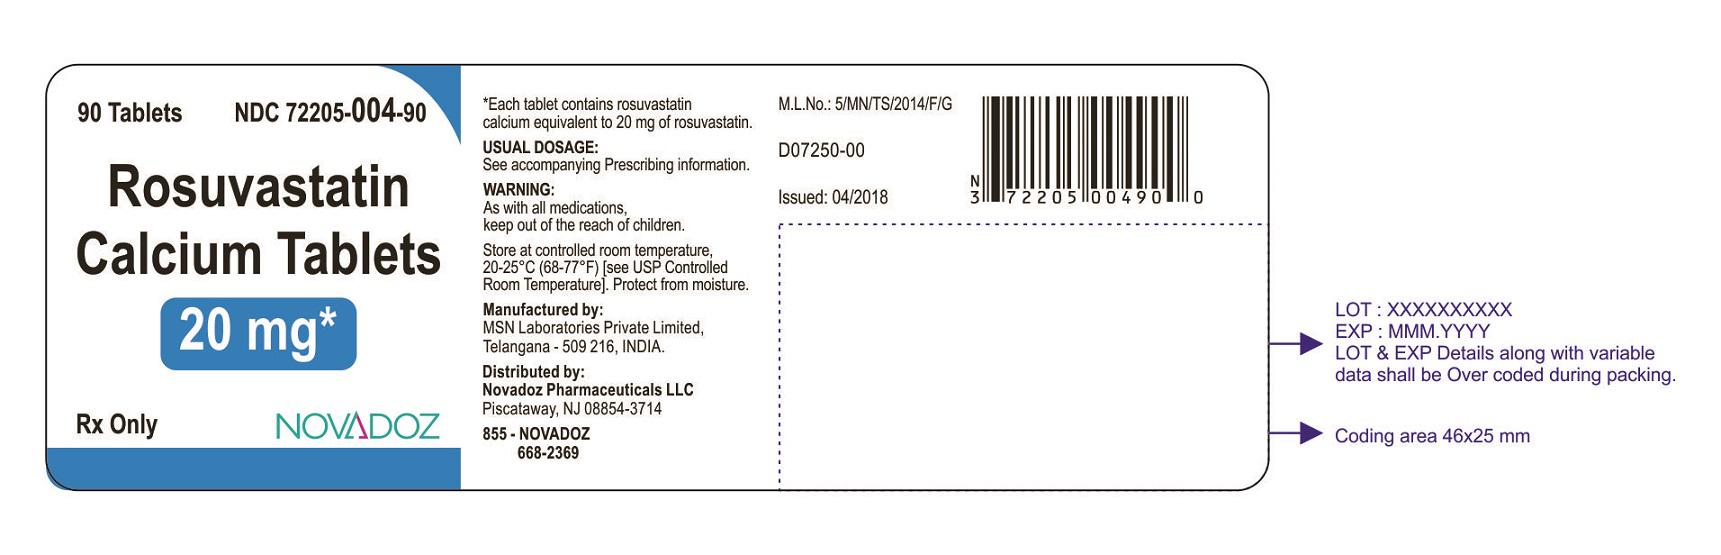 90 Tablets NDC 72205-004-90
Rosuvastatin
Calcium Tablets
20 mg*
Rx Only NOVADOZ
*Each tablet contains rosuvastatin
calcium equivalent to 20 mg of rosuvastatin.
USUAL DOSAGE:
See accompanying Prescribing information.
WARNING:
As with all medications,
keep out of the reach of children.
Store at controlled room temperature,
20-25°C (68-77°F) [see USP Controlled
Room Temperature]. Protect from moisture.
Manufactured by:
MSN Laboratories Private Limited,
Telangana - 509 216, INDIA.
Distributed by:
Novadoz Pharmaceuticals LLC
Piscataway, NJ 08854-3714
855 - NOVADOZ
668-2369
M.L.No.: 5/MN/TS/2014/F/G
D07250-00
Issued: 04/2018
N
3 72205 00490 0
LOT : XXXXXXXXXX
EXP : MMM.YYYY
LOT & EXP Details along with variable
data shall be Over coded during packing.
Coding area 46x25 mm